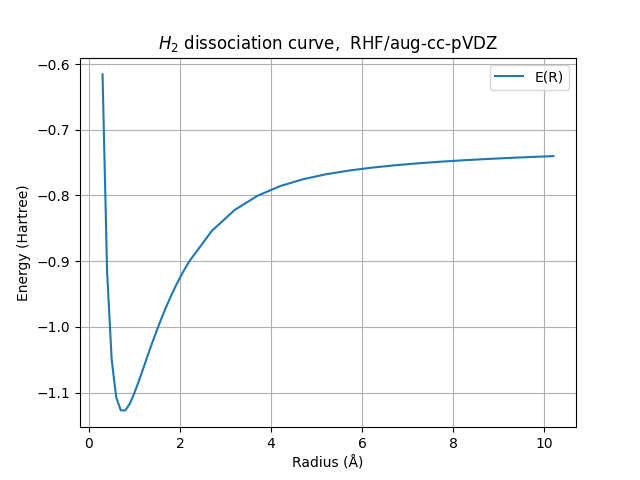 H₂ dissociation curve, RHF/aug-cc-pVDZ
E(R)
Energy (Hartree)
−0.6
−0.7
−0.8
−0.9
−1.0
−1.1
0 2 4 6 8 10
Radius (Å)